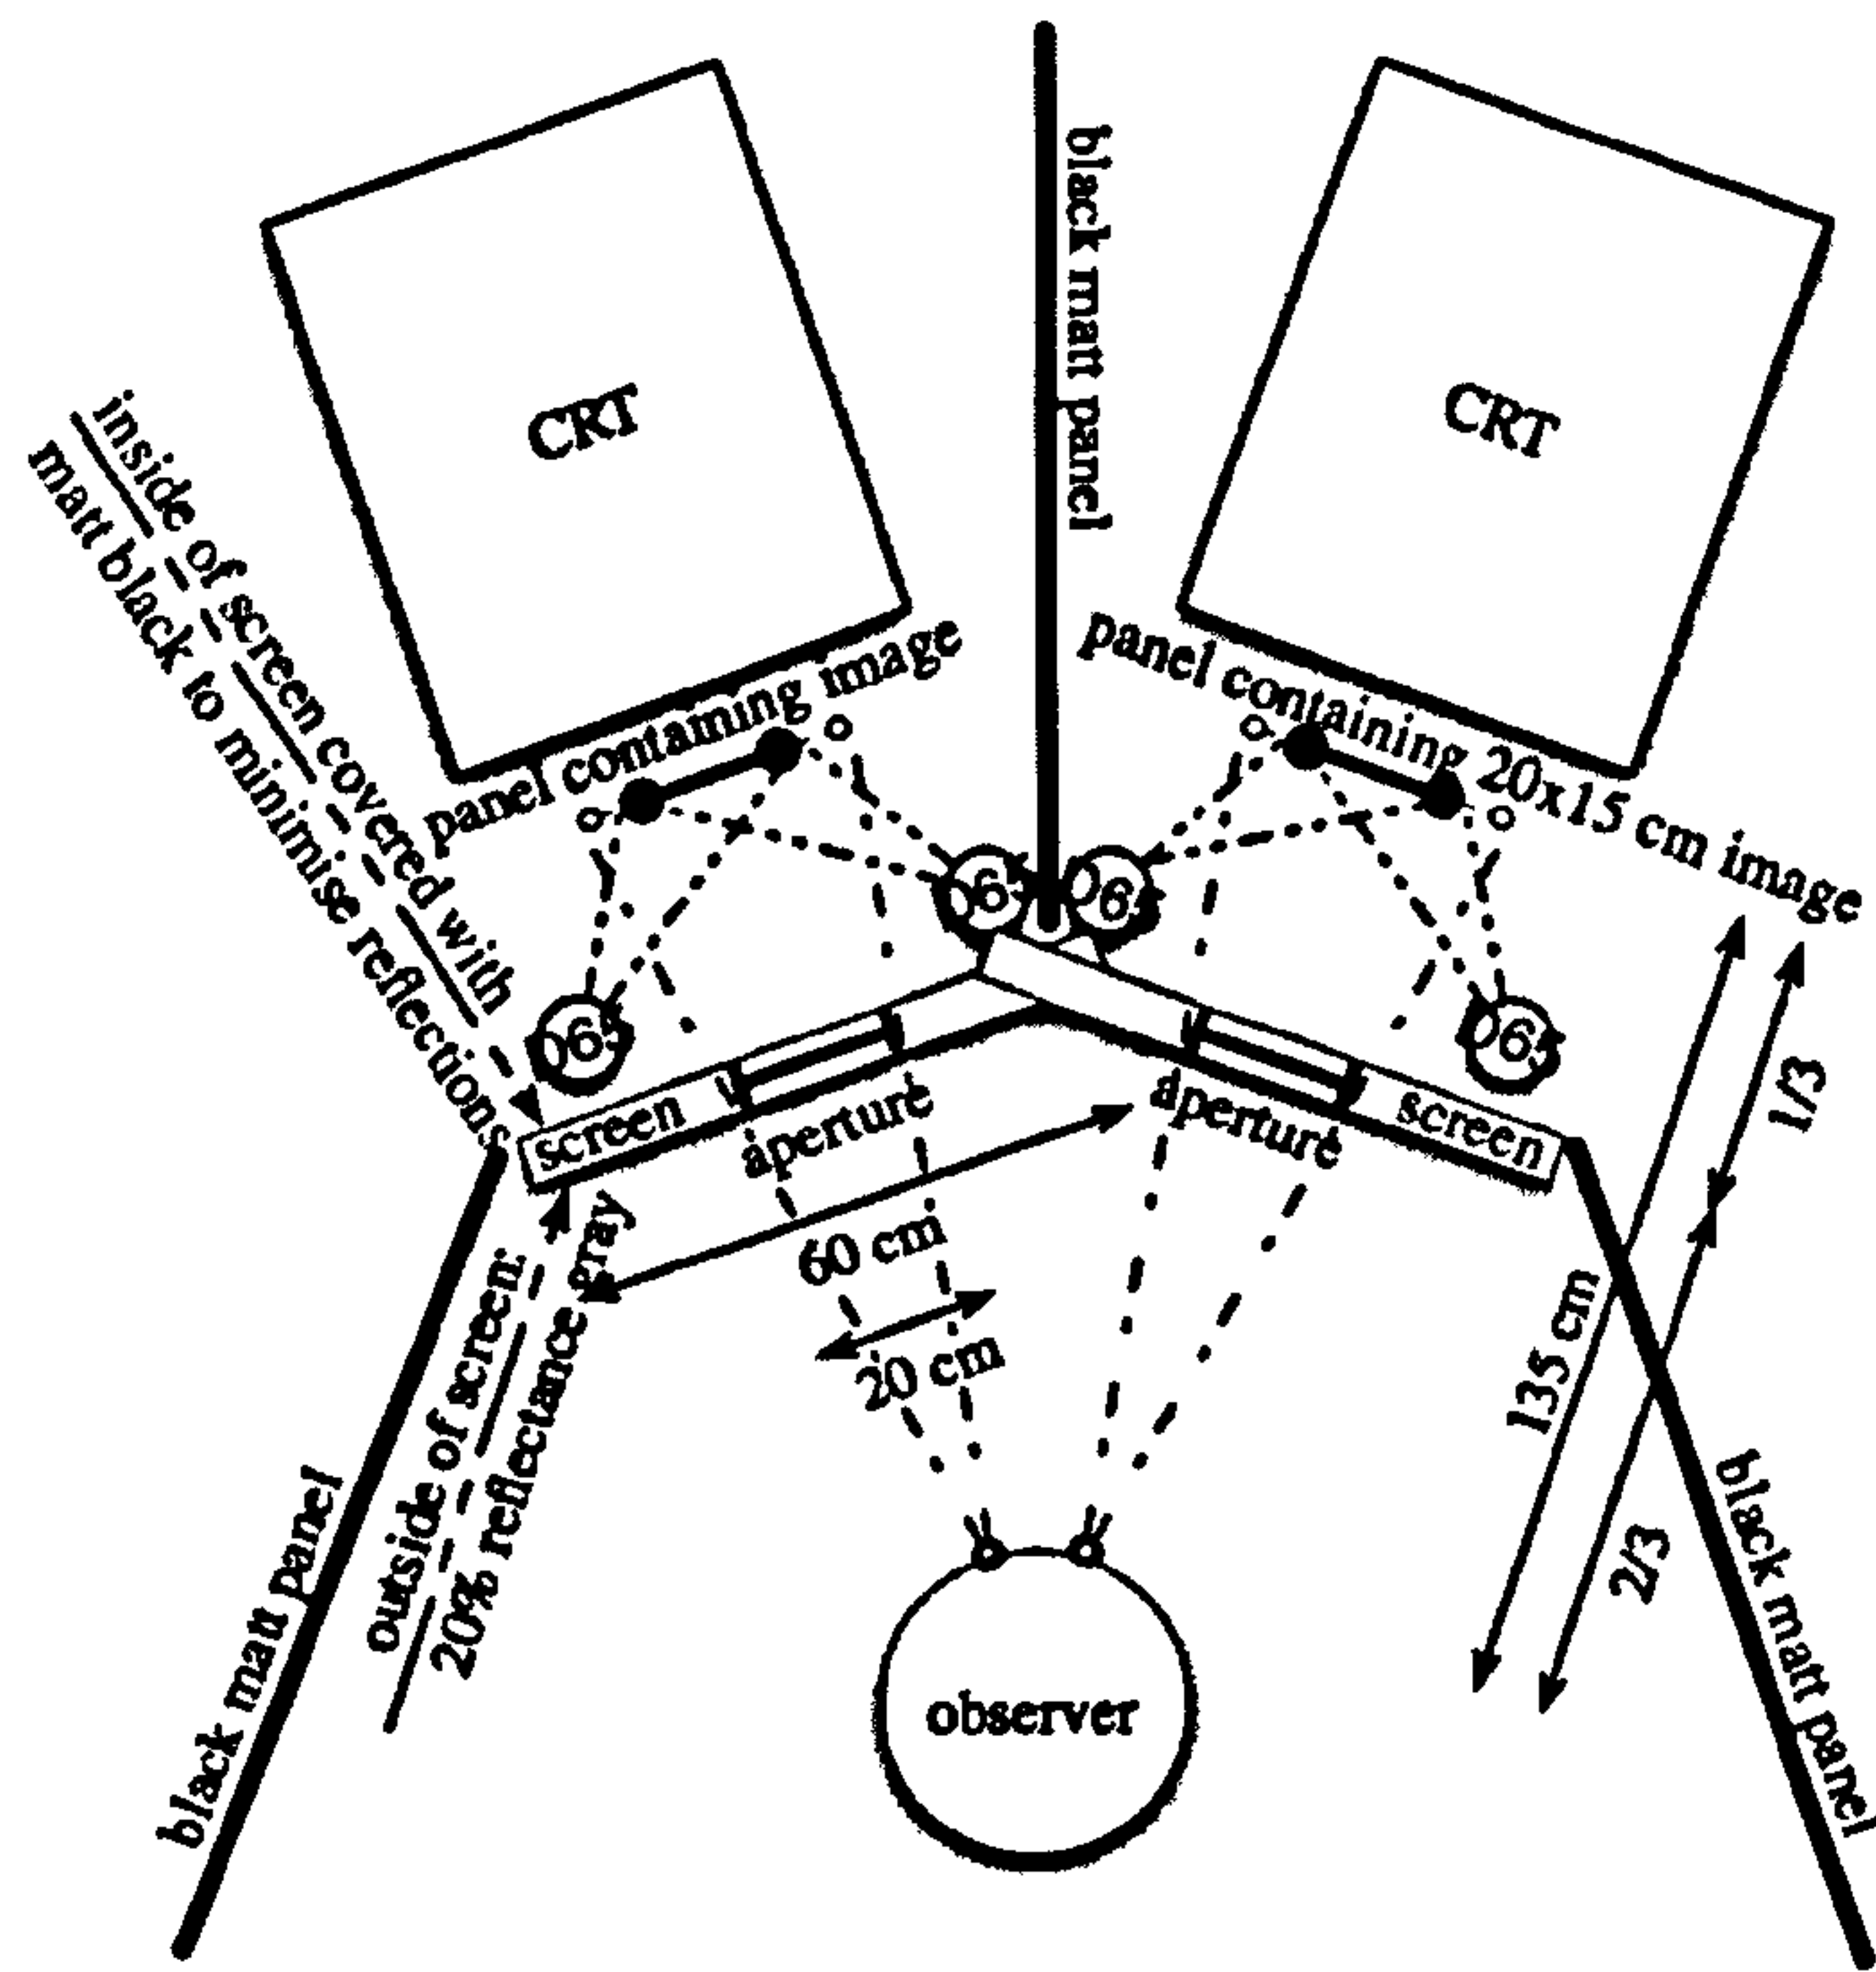 black matt panel
CRT
CRT
inside of screen covered with
matt black to minimise reflections
panel containing image
panel containing 20x15 cm image
D65
D65
D65
D65
screen
aperture
aperture
screen
60 cm
20 cm
1/3
135 cm
2/3
outside of screen:
20% reflectance gray
black matt panel
black matt panel
observer